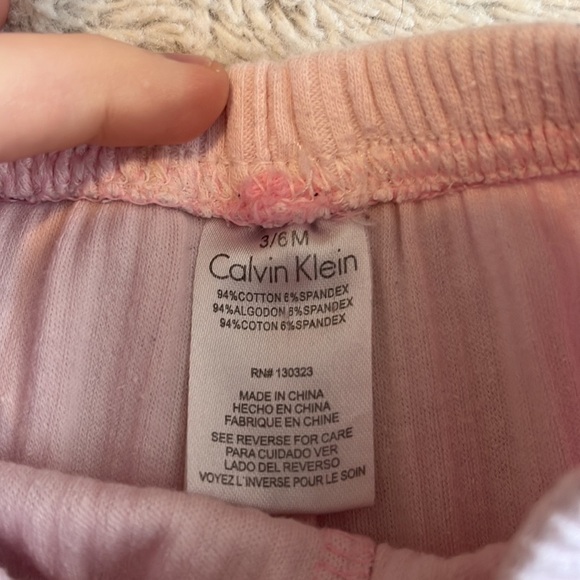 3/6 M
Calvin Klein
94%COTTON 6%SPANDEX
94%ALGODON 6%SPANDEX
94%COTON 6%SPANDEX
RN# 130323
MADE IN CHINA
HECHO EN CHINA
FABRIQUE EN CHINE
SEE REVERSE FOR CARE
PARA CUIDADO VER
LADO DEL REVERSO
VOYEZ L'INVERSE POUR LE SOIN